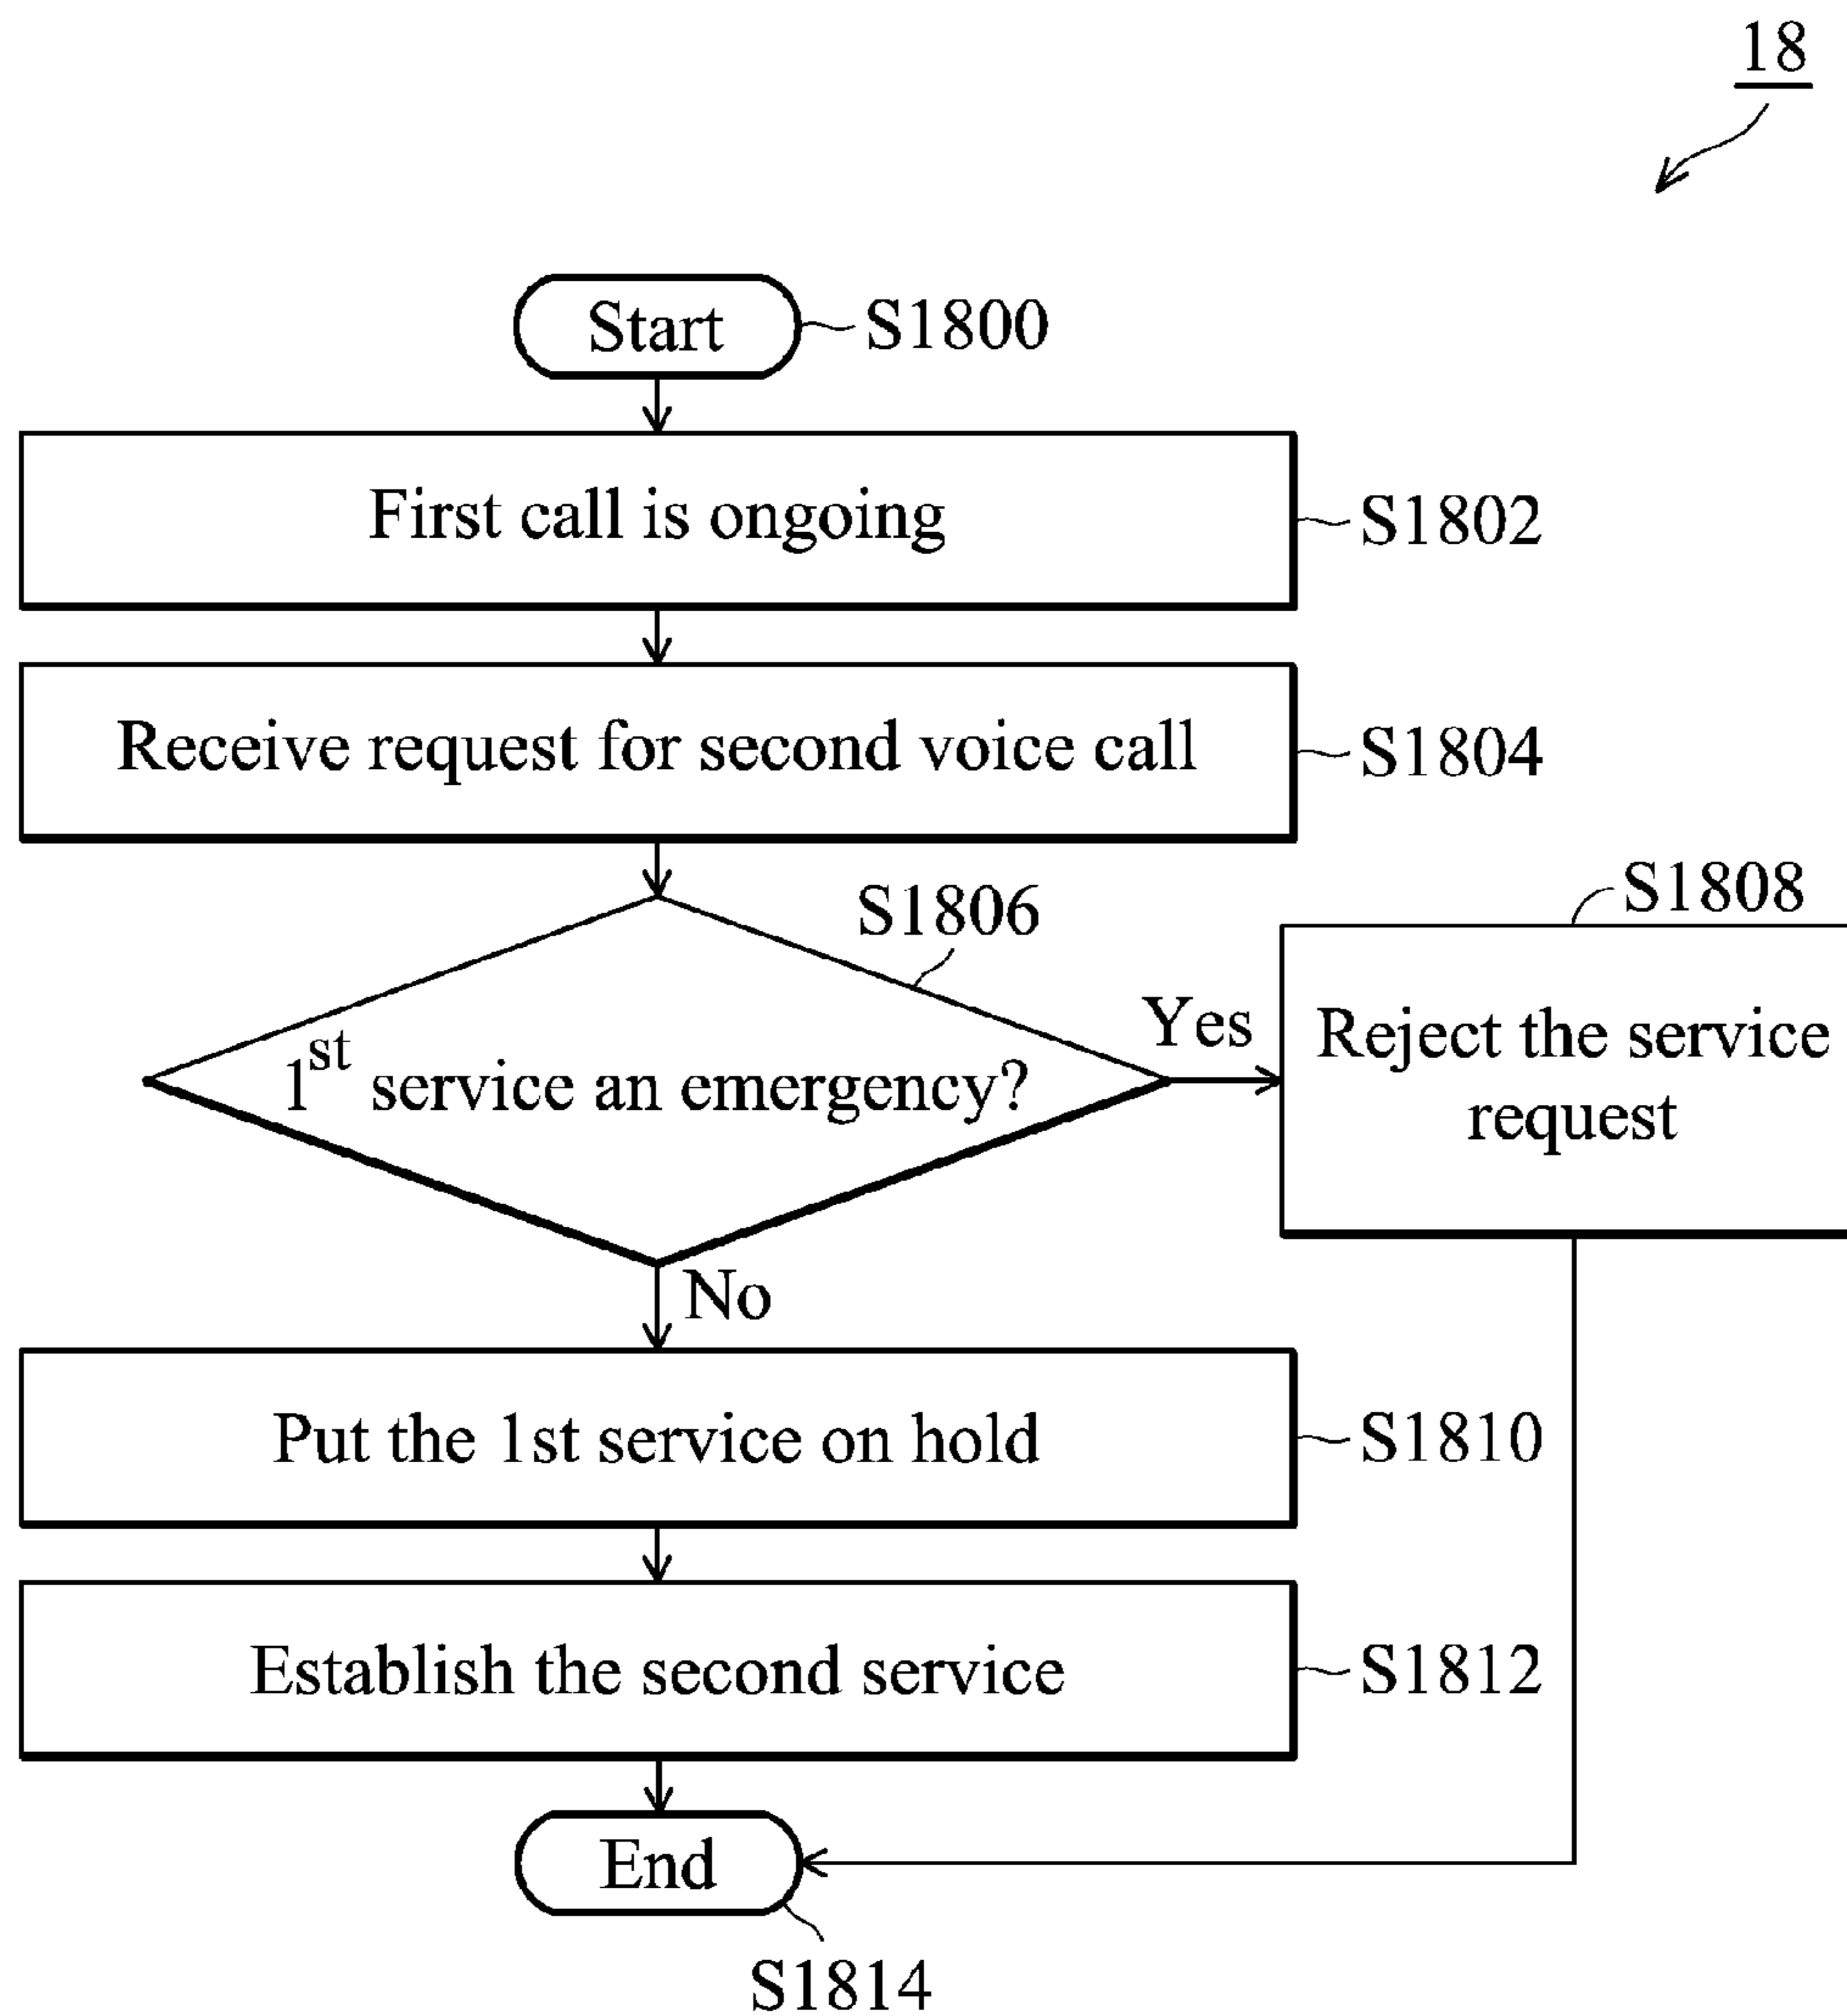 18
Start
S1800
First call is ongoing
S1802
Receive request for second voice call
S1804
S1806
1st service an emergency?
Yes
S1808
Reject the service
request
No
Put the 1st service on hold
S1810
Establish the second service
S1812
End
S1814